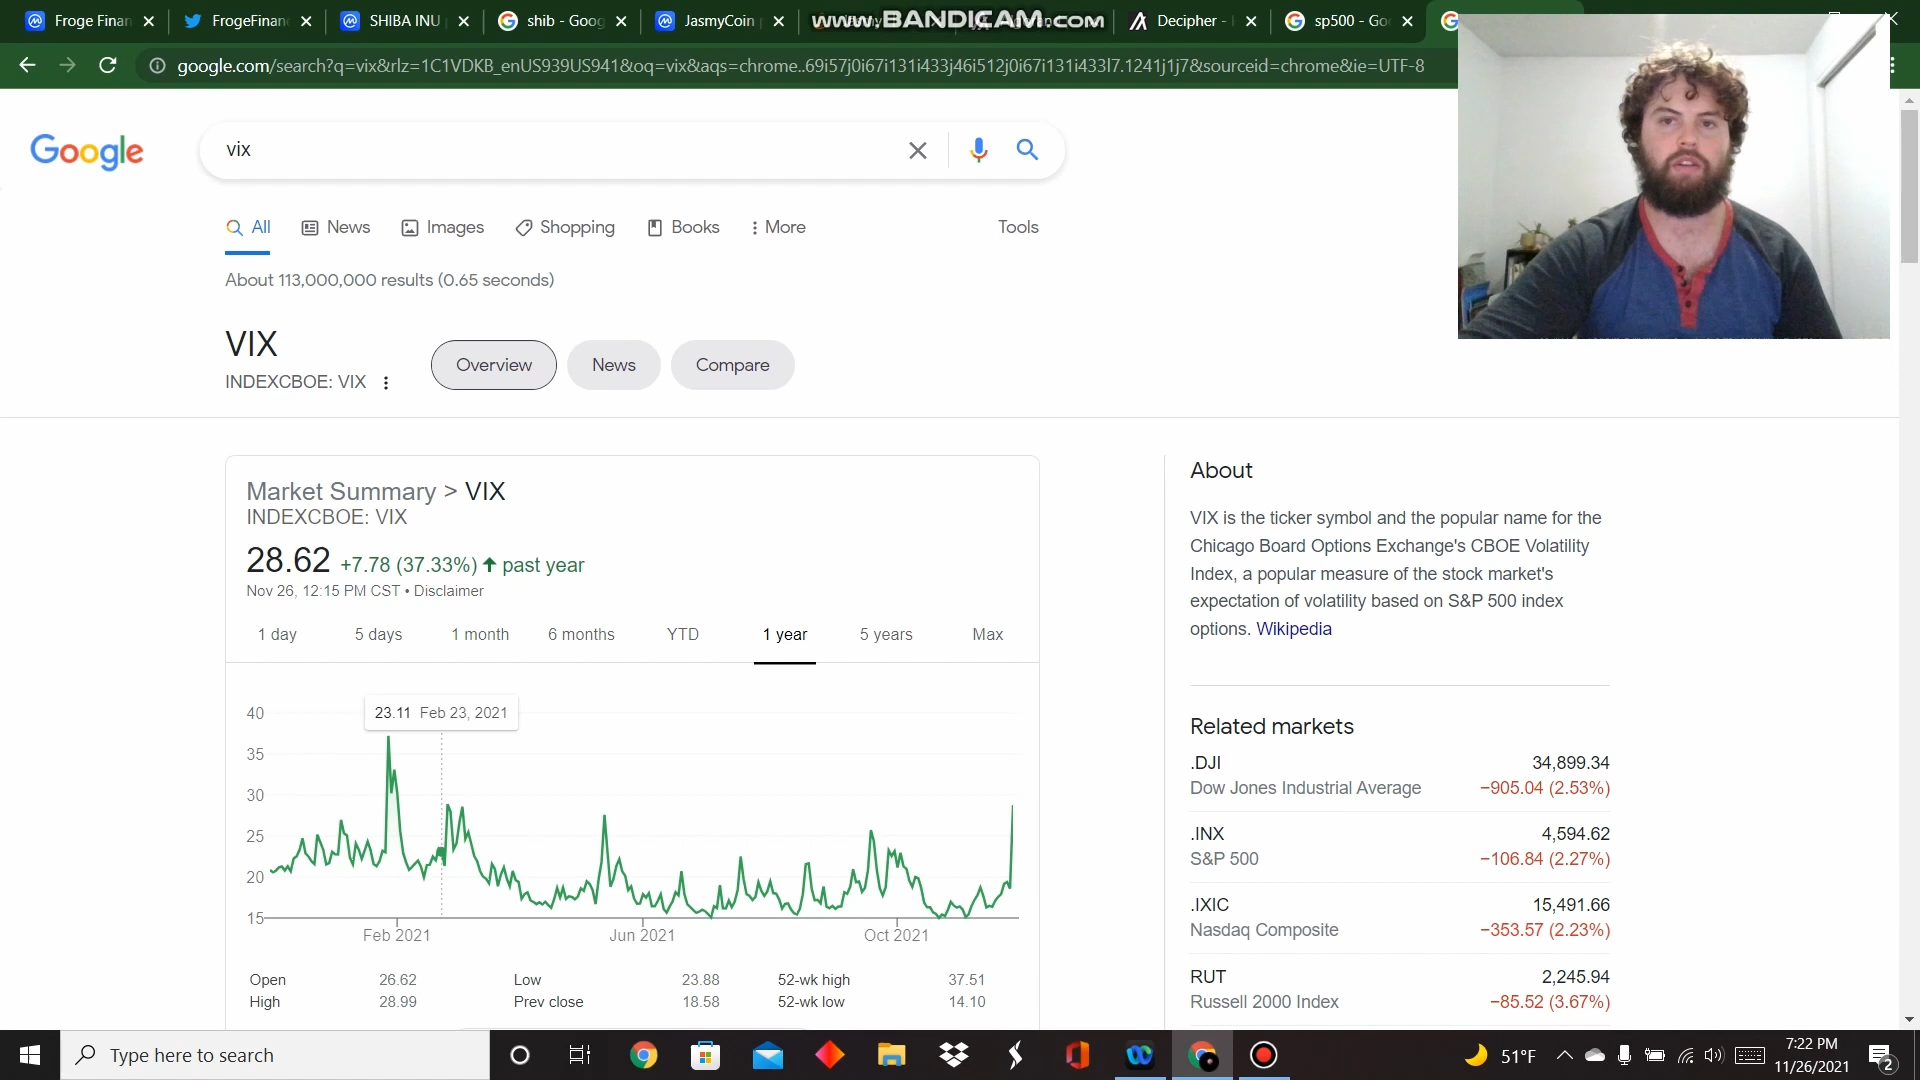 Froge Finan
FrogeFinan
SHIBA INU
shib - Goog
JasmyCoin
www.BANDICAM.com
Decipher -
sp500 - Go
google.com/search?q=vix&rlz=1C1VDKB_enUS939US941&oq=vix&aqs=chrome..69i57j0i67i131i433j46i512j0i67i131i433l7.1241j1j7&sourceid=chrome&ie=UTF-8
Google
vix
All
News
Images
Shopping
Books
More
Tools
About 113,000,000 results (0.65 seconds)
VIX
INDEXCBOE: VIX
Overview
News
Compare
Market Summary > VIX
INDEXCBOE: VIX
28.62 +7.78 (37.33%) past year
Nov 26, 12:15 PM CST • Disclaimer
1 day
5 days
1 month
6 months
YTD
1 year
5 years
Max
23.11 Feb 23, 2021
40
35
30
25
20
15
Feb 2021
Jun 2021
Oct 2021
Open 26.62 Low 23.88 52-wk high 37.51
High 28.99 Prev close 18.58 52-wk low 14.10
About
VIX is the ticker symbol and the popular name for the
Chicago Board Options Exchange's CBOE Volatility
Index, a popular measure of the stock market's
expectation of volatility based on S&P 500 index
options. Wikipedia
Related markets
.DJI 34,899.34
Dow Jones Industrial Average −905.04 (2.53%)
.INX 4,594.62
S&P 500 −106.84 (2.27%)
.IXIC 15,491.66
Nasdaq Composite −353.57 (2.23%)
RUT 2,245.94
Russell 2000 Index −85.52 (3.67%)
Type here to search
51°F
7:22 PM
11/26/2021
2